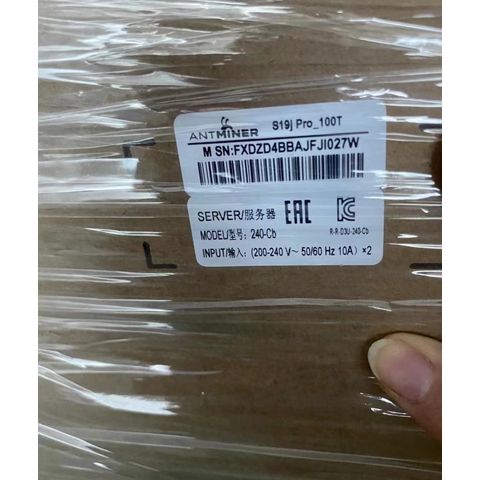 ANTMINER S19j Pro_100T
M SN:FXDZD4BBAJFJI027W
SERVER/服务器 EAC
MODEL/型号: 240-Cb R-R-D3U-240-Cb
INPUT/输入: (200-240 V~ 50/60 Hz 10A) ×2